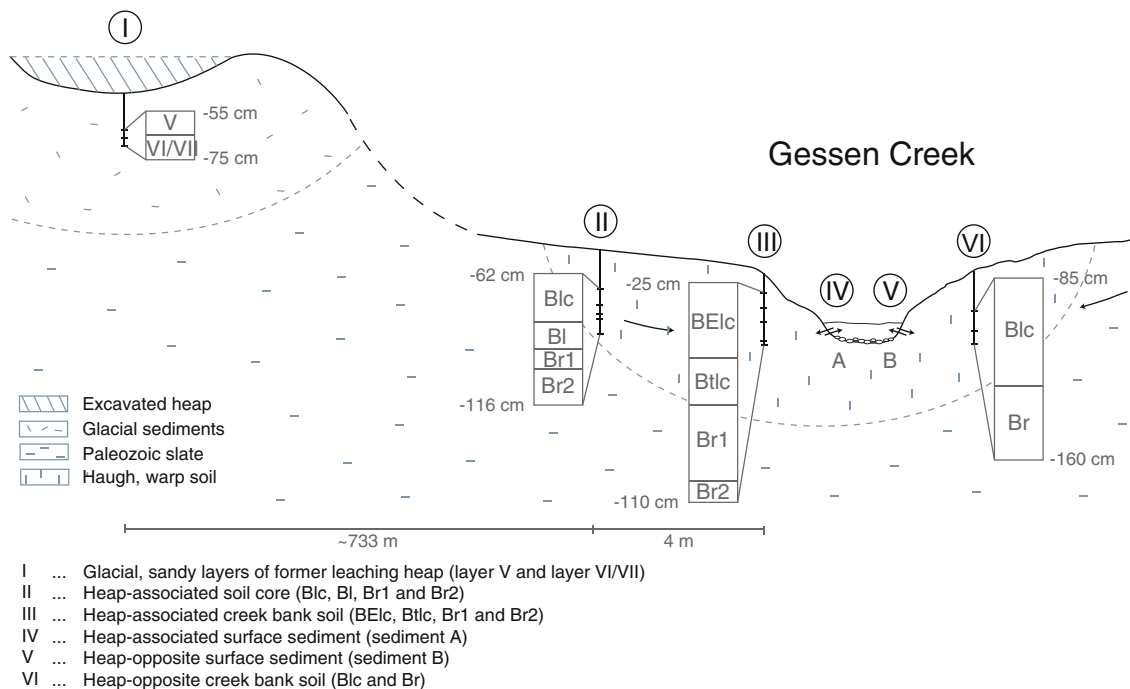 I
-55 cm
V
VI/VII
-75 cm
Gessen Creek
II
III
VI
IV
V
-62 cm
Blc
Bl
Br1
Br2
-116 cm
-25 cm
BElc
Btlc
Br1
Br2
-110 cm
A
B
-85 cm
Blc
Br
-160 cm
Excavated heap
Glacial sediments
Paleozoic slate
Haugh, warp soil
~733 m
4 m
I ... Glacial, sandy layers of former leaching heap (layer V and layer VI/VII)
II ... Heap-associated soil core (Blc, Bl, Br1 and Br2)
III ... Heap-associated creek bank soil (BElc, Btlc, Br1 and Br2)
IV ... Heap-associated surface sediment (sediment A)
V ... Heap-opposite surface sediment (sediment B)
VI ... Heap-opposite creek bank soil (Blc and Br)